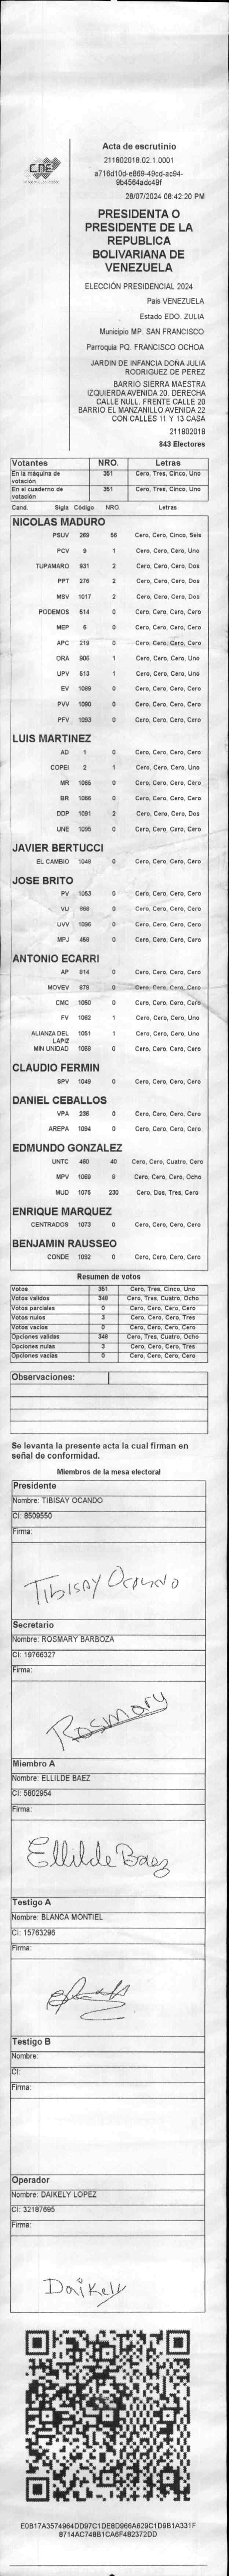 CNE
Acta de escrutinio
211802018.02.1.0001
a716d10d-e869-49cd-ac94-
9b4564adc49f
28/07/2024 08:42:20 PM
PRESIDENTA O
PRESIDENTE DE LA
REPUBLICA
BOLIVARIANA DE
VENEZUELA
ELECCIÓN PRESIDENCIAL 2024
País VENEZUELA
Estado EDO. ZULIA
Municipio MP. SAN FRANCISCO
Parroquia PQ. FRANCISCO OCHOA
JARDIN DE INFANCIA DOÑA JULIA
RODRIGUEZ DE PEREZ
BARRIO SIERRA MAESTRA
IZQUIERDA AVENIDA 20. DERECHA
CALLE NULL. FRENTE CALLE 20
BARRIO EL MANZANILLO AVENIDA 22
CON CALLES 11 Y 13 CASA
211802018
843 Electores
Votantes NRO. Letras
En la máquina de votación 351 Cero, Tres, Cinco, Uno
En el cuaderno de votación 351 Cero, Tres, Cinco, Uno
Cand. Sigla Código NRO. Letras
NICOLAS MADURO
PSUV 269 56 Cero, Cero, Cinco, Seis
PCV 9 1 Cero, Cero, Cero, Uno
TUPAMARO 931 2 Cero, Cero, Cero, Dos
PPT 276 2 Cero, Cero, Cero, Dos
MSV 1017 2 Cero, Cero, Cero, Dos
PODEMOS 514 0 Cero, Cero, Cero, Cero
MEP 6 0 Cero, Cero, Cero, Cero
APC 219 0 Cero, Cero, Cero, Cero
ORA 906 1 Cero, Cero, Cero, Uno
UPV 513 1 Cero, Cero, Cero, Uno
EV 1089 0 Cero, Cero, Cero, Cero
PVV 1090 0 Cero, Cero, Cero, Cero
PFV 1093 0 Cero, Cero, Cero, Cero
LUIS MARTINEZ
AD 1 0 Cero, Cero, Cero, Cero
COPEI 2 1 Cero, Cero, Cero, Uno
MR 1065 0 Cero, Cero, Cero, Cero
BR 1066 0 Cero, Cero, Cero, Cero
DDP 1091 2 Cero, Cero, Cero, Dos
UNE 1095 0 Cero, Cero, Cero, Cero
JAVIER BERTUCCI
EL CAMBIO 1048 0 Cero, Cero, Cero, Cero
JOSE BRITO
PV 1053 0 Cero, Cero, Cero, Cero
VU 968 0 Cero, Cero, Cero, Cero
UVV 1096 0 Cero, Cero, Cero, Cero
MPJ 458 0 Cero, Cero, Cero, Cero
ANTONIO ECARRI
AP 614 0 Cero, Cero, Cero, Cero
MOVEV 979 0 Cero, Cero, Cero, Cero
CMC 1050 0 Cero, Cero, Cero, Cero
FV 1062 1 Cero, Cero, Cero, Uno
ALIANZA DEL LAPIZ 1051 1 Cero, Cero, Cero, Uno
MIN UNIDAD 1068 0 Cero, Cero, Cero, Cero
CLAUDIO FERMIN
SPV 1049 0 Cero, Cero, Cero, Cero
DANIEL CEBALLOS
VPA 236 0 Cero, Cero, Cero, Cero
AREPA 1094 0 Cero, Cero, Cero, Cero
EDMUNDO GONZALEZ
UNTC 460 40 Cero, Cero, Cuatro, Cero
MPV 1069 8 Cero, Cero, Cero, Ocho
MUD 1075 230 Cero, Dos, Tres, Cero
ENRIQUE MARQUEZ
CENTRADOS 1073 0 Cero, Cero, Cero, Cero
BENJAMIN RAUSSEO
CONDE 1092 0 Cero, Cero, Cero, Cero
Resumen de votos
Votos 351 Cero, Tres, Cinco, Uno
Votos validos 348 Cero, Tres, Cuatro, Ocho
Votos parciales 0 Cero, Cero, Cero, Cero
Votos nulos 3 Cero, Cero, Cero, Tres
Votos vacios 0 Cero, Cero, Cero, Cero
Opciones validas 348 Cero, Tres, Cuatro, Ocho
Opciones nulas 3 Cero, Cero, Cero, Tres
Opciones vacias 0 Cero, Cero, Cero, Cero
Observaciones:
Se levanta la presente acta la cual firman en
señal de conformidad.
Miembros de la mesa electoral
Presidente
Nombre: TIBISAY OCANDO
CI: 8509550
Firma:
Tibisay Ocando
Secretario
Nombre: ROSMARY BARBOZA
CI: 19766327
Firma:
Rosmary
Miembro A
Nombre: ELLILDE BAEZ
CI: 5802954
Firma:
Ellilde Baez
Testigo A
Nombre: BLANCA MONTIEL
CI: 15763296
Firma:
Testigo B
Nombre:
CI:
Firma:
Operador
Nombre: DAIKELY LOPEZ
CI: 32187695
Firma:
Daikely
E0B17A3574964DD97C1DE8D966A629C1D9B1A331F
8714AC748B1CA6F482372DD